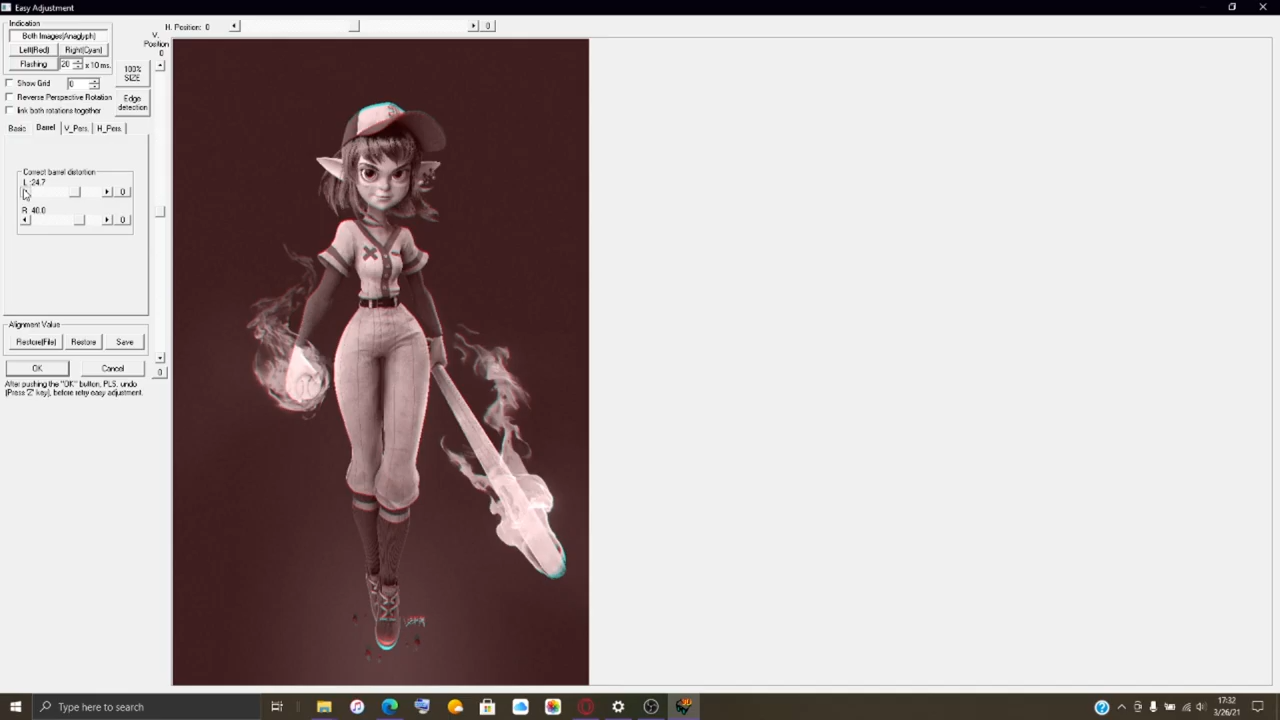 Easy Adjustment
Indication
Both Images(Anaglyph)
Left(Red) Right(Cyan)
Flashing 20 x 10 ms.
Show Grid 0
Reverse Perspective Rotation
link both rotations together
100% SIZE
Edge detection
V. Position 0
H. Position: 0
0
Basic Barrel V_Pers. H_Pers.
Correct barrel distortion
L :24.7
0
R 40.0
0
Alignment Value
Restore(File) Restore Save
OK Cancel
0
After pushing the "OK" button, PLS. undo
(Press 'Z' key), before retry easy adjustment.
Type here to search
17:32
3/26/21